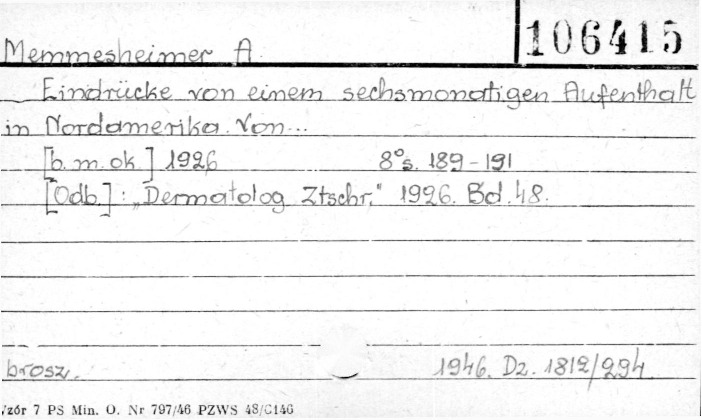 106415
Memmesheimer A
Eindrücke von einem sechsmonatigen Aufenthalt
in Nordamerika. Von...
[b.m.ok.] 1926 8° s. 189-191
[Odb.]: „Dermatolog Ztschr." 1926. Bd. 48.
brosz. 1946. Dz. 1812/294
Wzór 7 PS Min. O. Nr 797/46 PZWS 48/C146